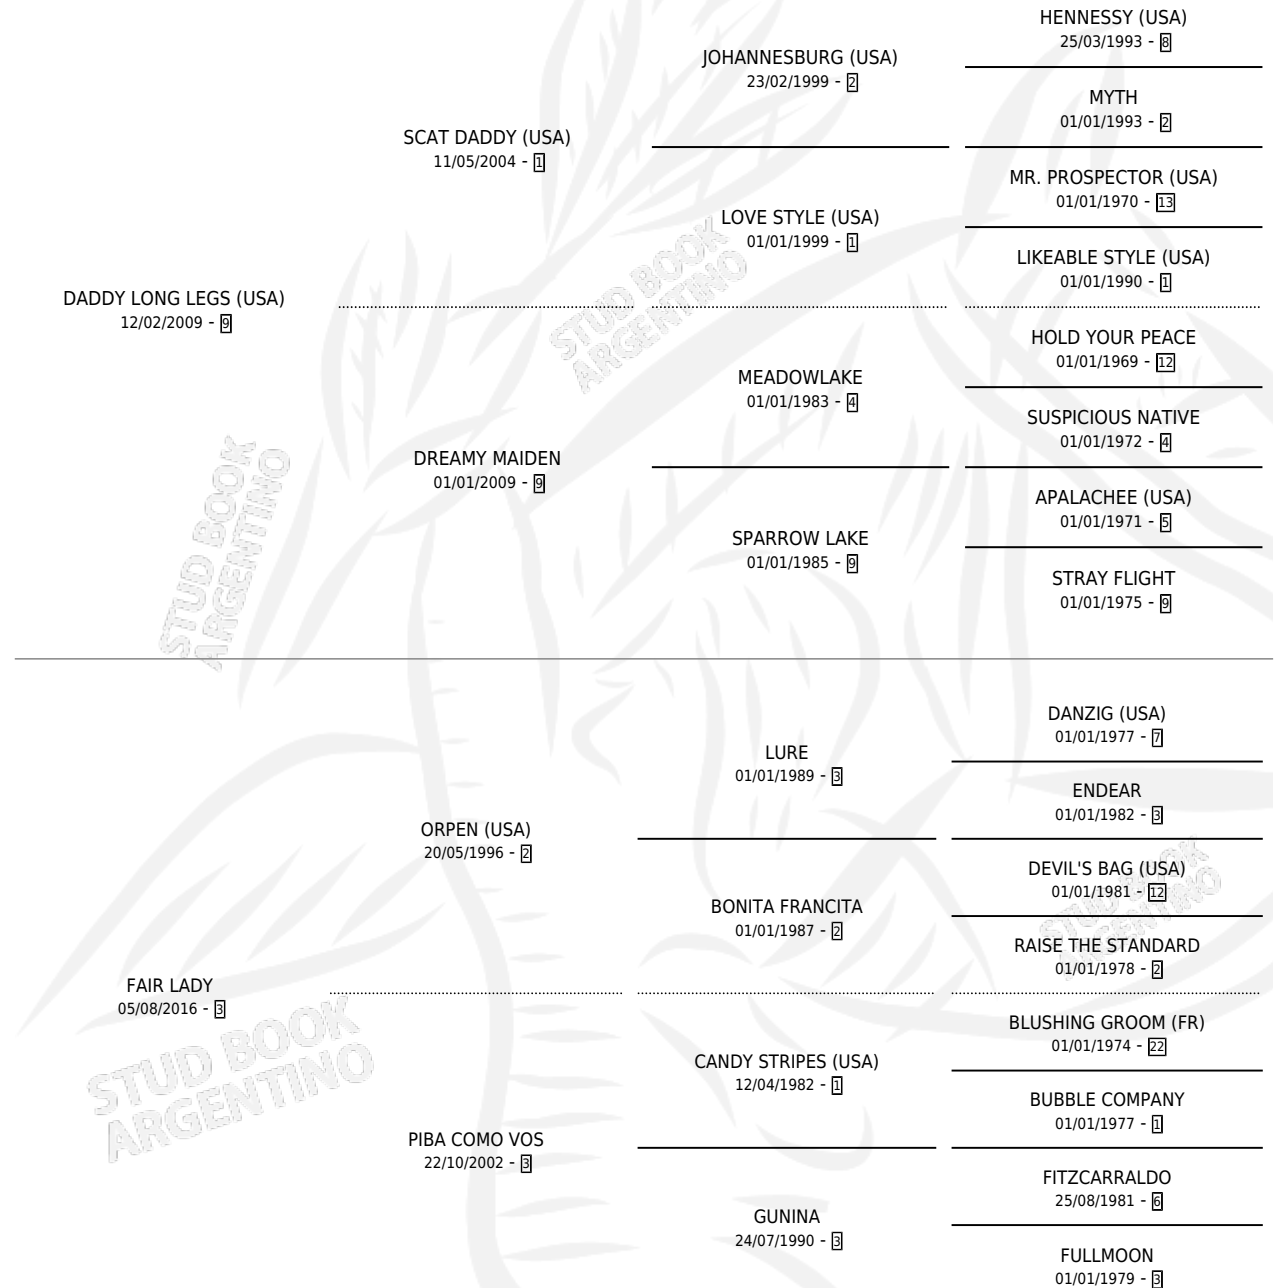 HENNESSY (USA)
25/03/1993 - 8
JOHANNESBURG (USA)
23/02/1999 - 2
MYTH
01/01/1993 - 2
SCAT DADDY (USA)
11/05/2004 - 1
MR. PROSPECTOR (USA)
01/01/1970 - 13
LOVE STYLE (USA)
01/01/1999 - 1
LIKEABLE STYLE (USA)
01/01/1990 - 1
DADDY LONG LEGS (USA)
12/02/2009 - 9
HOLD YOUR PEACE
01/01/1969 - 12
MEADOWLAKE
01/01/1983 - 4
SUSPICIOUS NATIVE
01/01/1972 - 4
DREAMY MAIDEN
01/01/2009 - 9
APALACHEE (USA)
01/01/1971 - 5
SPARROW LAKE
01/01/1985 - 9
STRAY FLIGHT
01/01/1975 - 9
DANZIG (USA)
01/01/1977 - 7
LURE
01/01/1989 - 3
ENDEAR
01/01/1982 - 3
ORPEN (USA)
20/05/1996 - 2
DEVIL'S BAG (USA)
01/01/1981 - 12
BONITA FRANCITA
01/01/1987 - 2
RAISE THE STANDARD
01/01/1978 - 2
FAIR LADY
05/08/2016 - 3
BLUSHING GROOM (FR)
01/01/1974 - 22
CANDY STRIPES (USA)
12/04/1982 - 1
BUBBLE COMPANY
01/01/1977 - 1
PIBA COMO VOS
22/10/2002 - 3
FITZCARRALDO
25/08/1981 - 6
GUNINA
24/07/1990 - 3
FULLMOON
01/01/1979 - 3
STUD BOOK
ARGENTINO
STUD BOOK
ARGENTINO
STUD BOOK
ARGENTINO
STUD BOOK
ARGENTINO